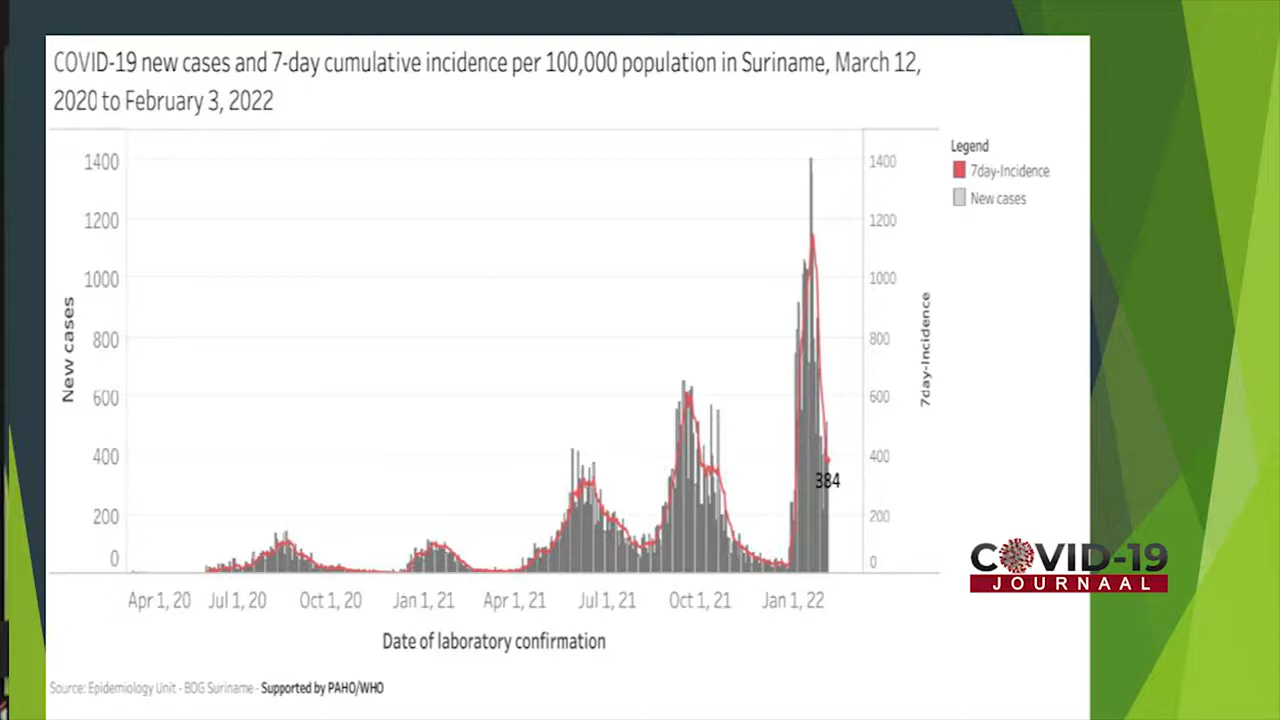 COVID-19 new cases and 7-day cumulative incidence per 100,000 population in Suriname, March 12,
2020 to February 3, 2022
Legend
7day-Incidence
New cases
1400
1200
1000
800
600
400
200
0
New cases
1400
1200
1000
800
600
400
200
0
7day-Incidence
384
Apr 1, 20
Jul 1, 20
Oct 1, 20
Jan 1, 21
Apr 1, 21
Jul 1, 21
Oct 1, 21
Jan 1, 22
Date of laboratory confirmation
Source: Epidemiology Unit - BOG Suriname - Supported by PAHO/WHO
COVID-19
JOURNAAL